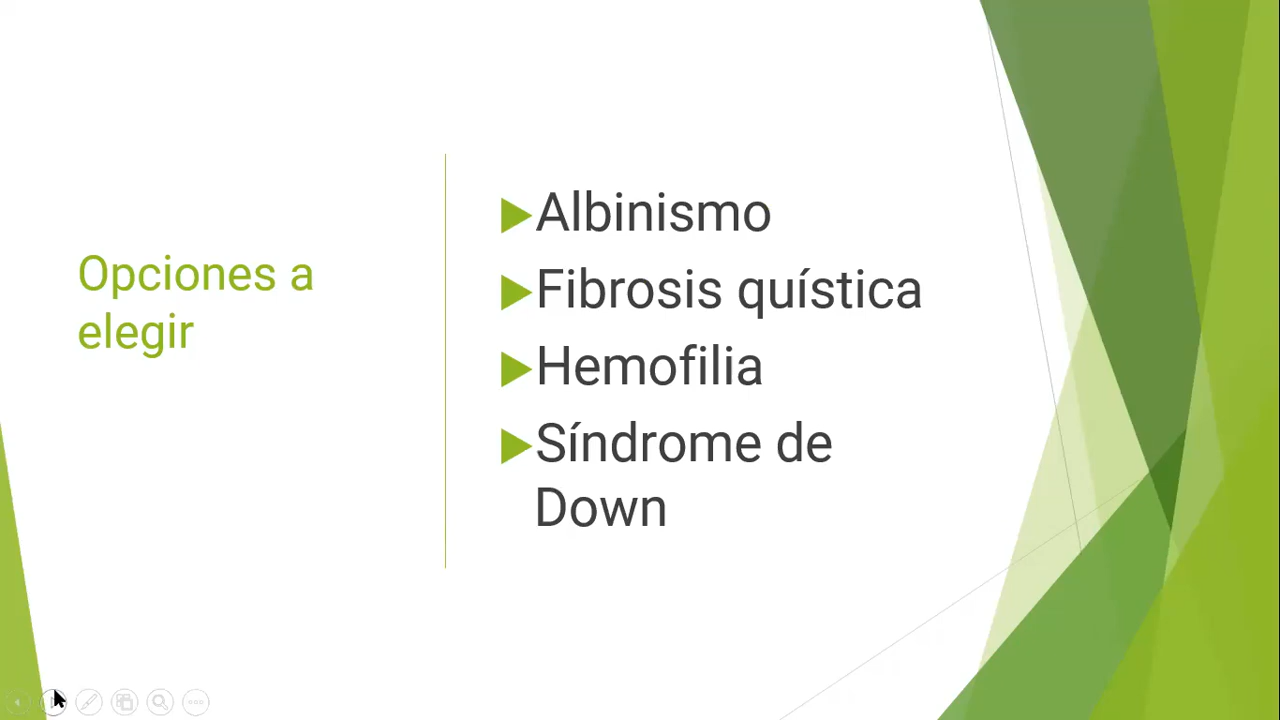 Opciones a
elegir
Albinismo
Fibrosis quística
Hemofilia
Síndrome de
Down